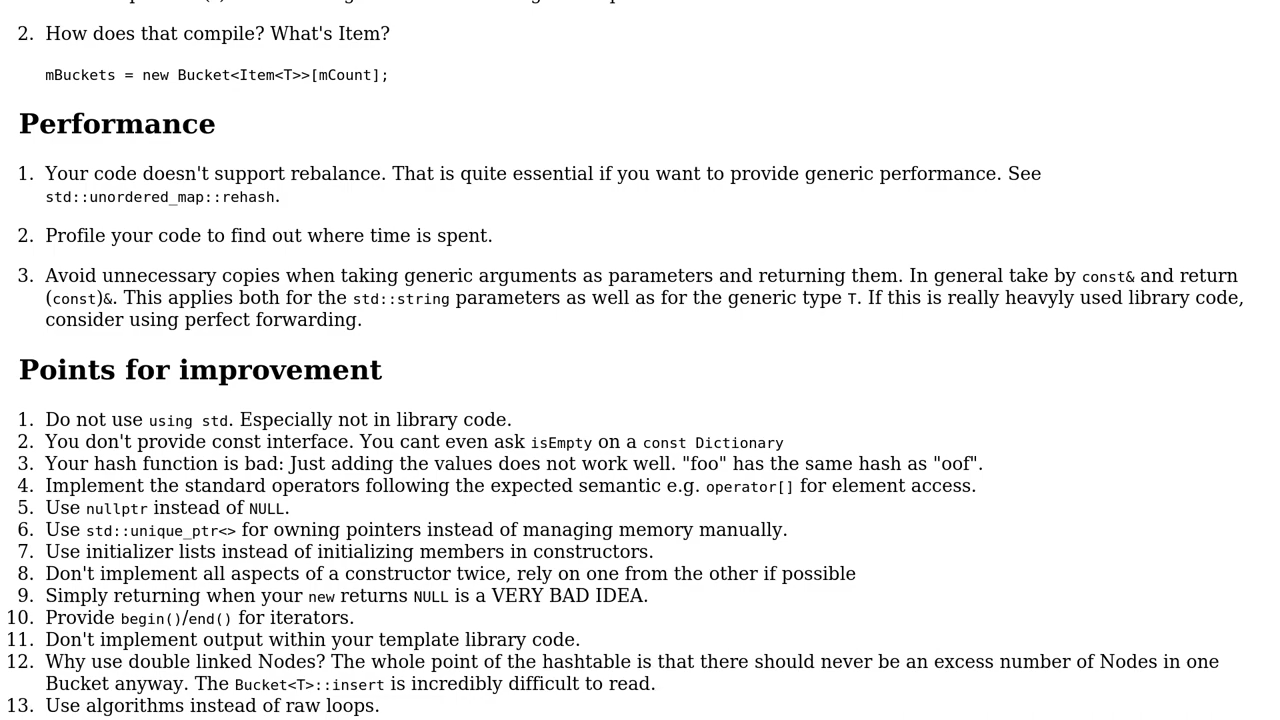 2. How does that compile? What's Item?
mBuckets = new Bucket<Item<T>>[mCount];
Performance
1. Your code doesn't support rebalance. That is quite essential if you want to provide generic performance. See
std::unordered_map::rehash.
2. Profile your code to find out where time is spent.
3. Avoid unnecessary copies when taking generic arguments as parameters and returning them. In general take by const& and return
(const)&. This applies both for the std::string parameters as well as for the generic type T. If this is really heavyly used library code,
consider using perfect forwarding.
Points for improvement
1. Do not use using std. Especially not in library code.
2. You don't provide const interface. You cant even ask isEmpty on a const Dictionary
3. Your hash function is bad: Just adding the values does not work well. "foo" has the same hash as "oof".
4. Implement the standard operators following the expected semantic e.g. operator[] for element access.
5. Use nullptr instead of NULL.
6. Use std::unique_ptr<> for owning pointers instead of managing memory manually.
7. Use initializer lists instead of initializing members in constructors.
8. Don't implement all aspects of a constructor twice, rely on one from the other if possible
9. Simply returning when your new returns NULL is a VERY BAD IDEA.
10. Provide begin()/end() for iterators.
11. Don't implement output within your template library code.
12. Why use double linked Nodes? The whole point of the hashtable is that there should never be an excess number of Nodes in one
Bucket anyway. The Bucket<T>::insert is incredibly difficult to read.
13. Use algorithms instead of raw loops.